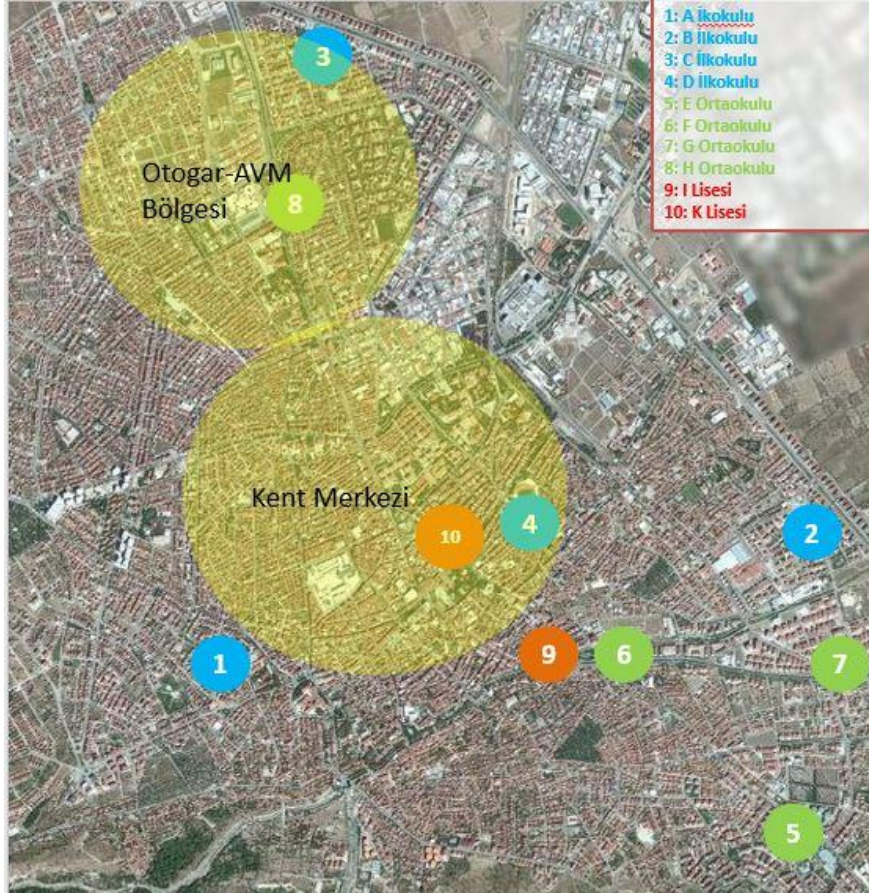 1: A İkokulu
2: B İlkokulu
3: C İlkokulu
4: D İlkokulu
5: E Ortaokulu
6: F Ortaokulu
7: G Ortaokulu
8: H Ortaokulu
9: I Lisesi
10: K Lisesi
3
Otogar-AVM
Bölgesi
8
Kent Merkezi
10
4
2
1
9
6
7
5